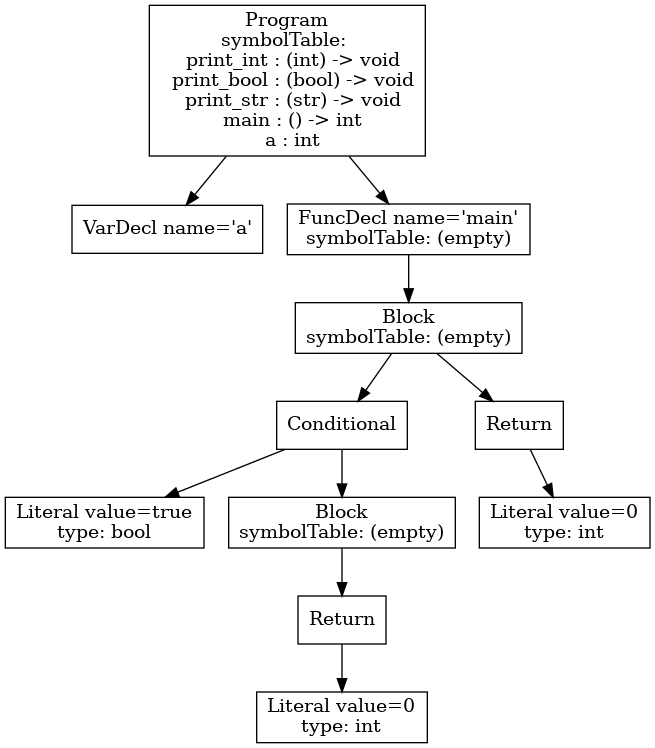 Program
symbolTable:
print_int : (int) -> void
print_bool : (bool) -> void
print_str : (str) -> void
main : () -> int
a : int
VarDecl name='a'
FuncDecl name='main'
symbolTable: (empty)
Block
symbolTable: (empty)
Conditional
Return
Literal value=true
type: bool
Block
symbolTable: (empty)
Literal value=0
type: int
Return
Literal value=0
type: int